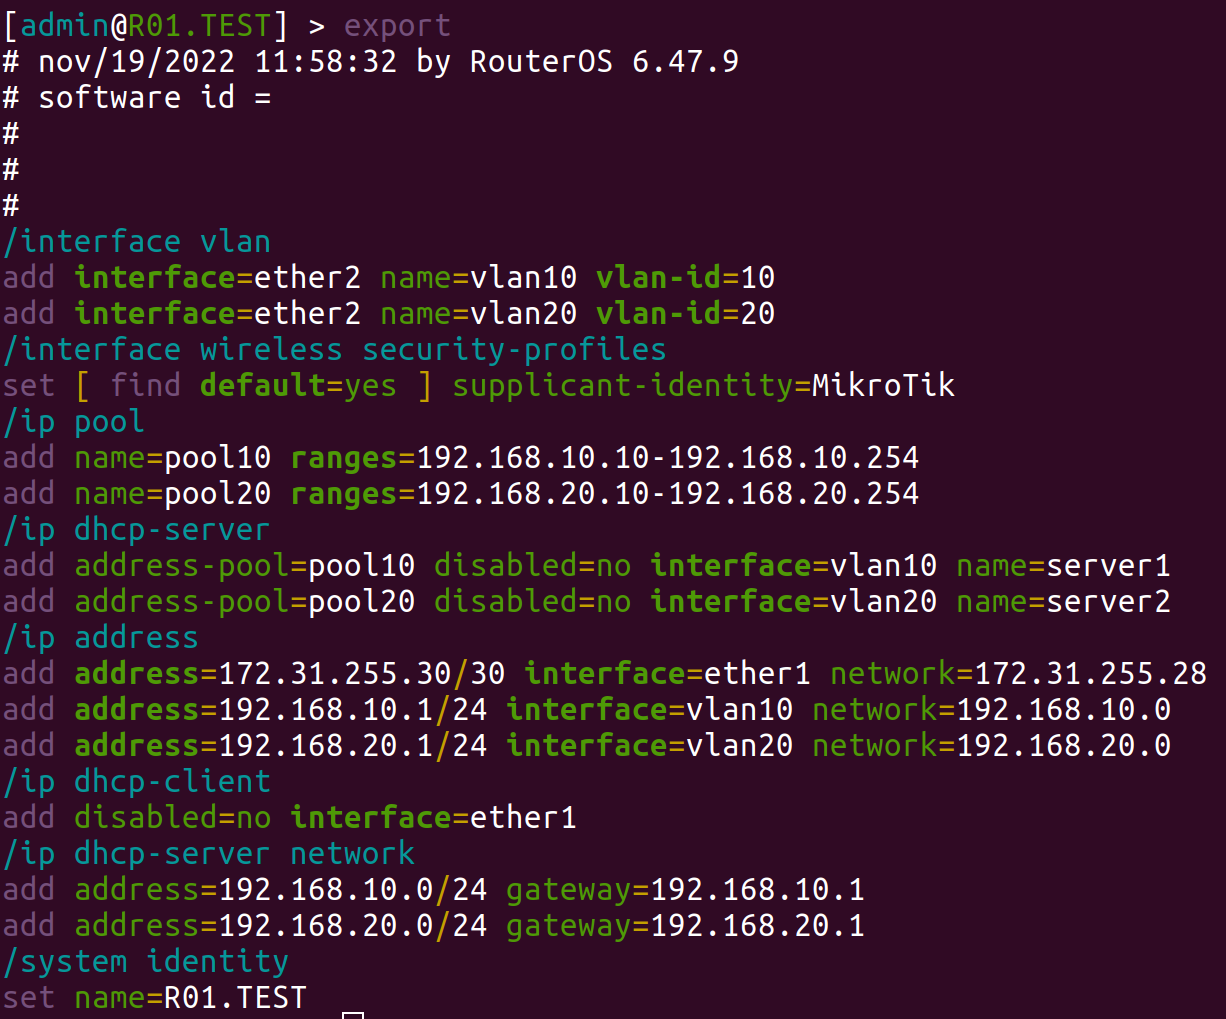 [admin@R01.TEST] > export
# nov/19/2022 11:58:32 by RouterOS 6.47.9
# software id =
#
#
#
/interface vlan
add interface=ether2 name=vlan10 vlan-id=10
add interface=ether2 name=vlan20 vlan-id=20
/interface wireless security-profiles
set [ find default=yes ] supplicant-identity=MikroTik
/ip pool
add name=pool10 ranges=192.168.10.10-192.168.10.254
add name=pool20 ranges=192.168.20.10-192.168.20.254
/ip dhcp-server
add address-pool=pool10 disabled=no interface=vlan10 name=server1
add address-pool=pool20 disabled=no interface=vlan20 name=server2
/ip address
add address=172.31.255.30/30 interface=ether1 network=172.31.255.28
add address=192.168.10.1/24 interface=vlan10 network=192.168.10.0
add address=192.168.20.1/24 interface=vlan20 network=192.168.20.0
/ip dhcp-client
add disabled=no interface=ether1
/ip dhcp-server network
add address=192.168.10.0/24 gateway=192.168.10.1
add address=192.168.20.0/24 gateway=192.168.20.1
/system identity
set name=R01.TEST